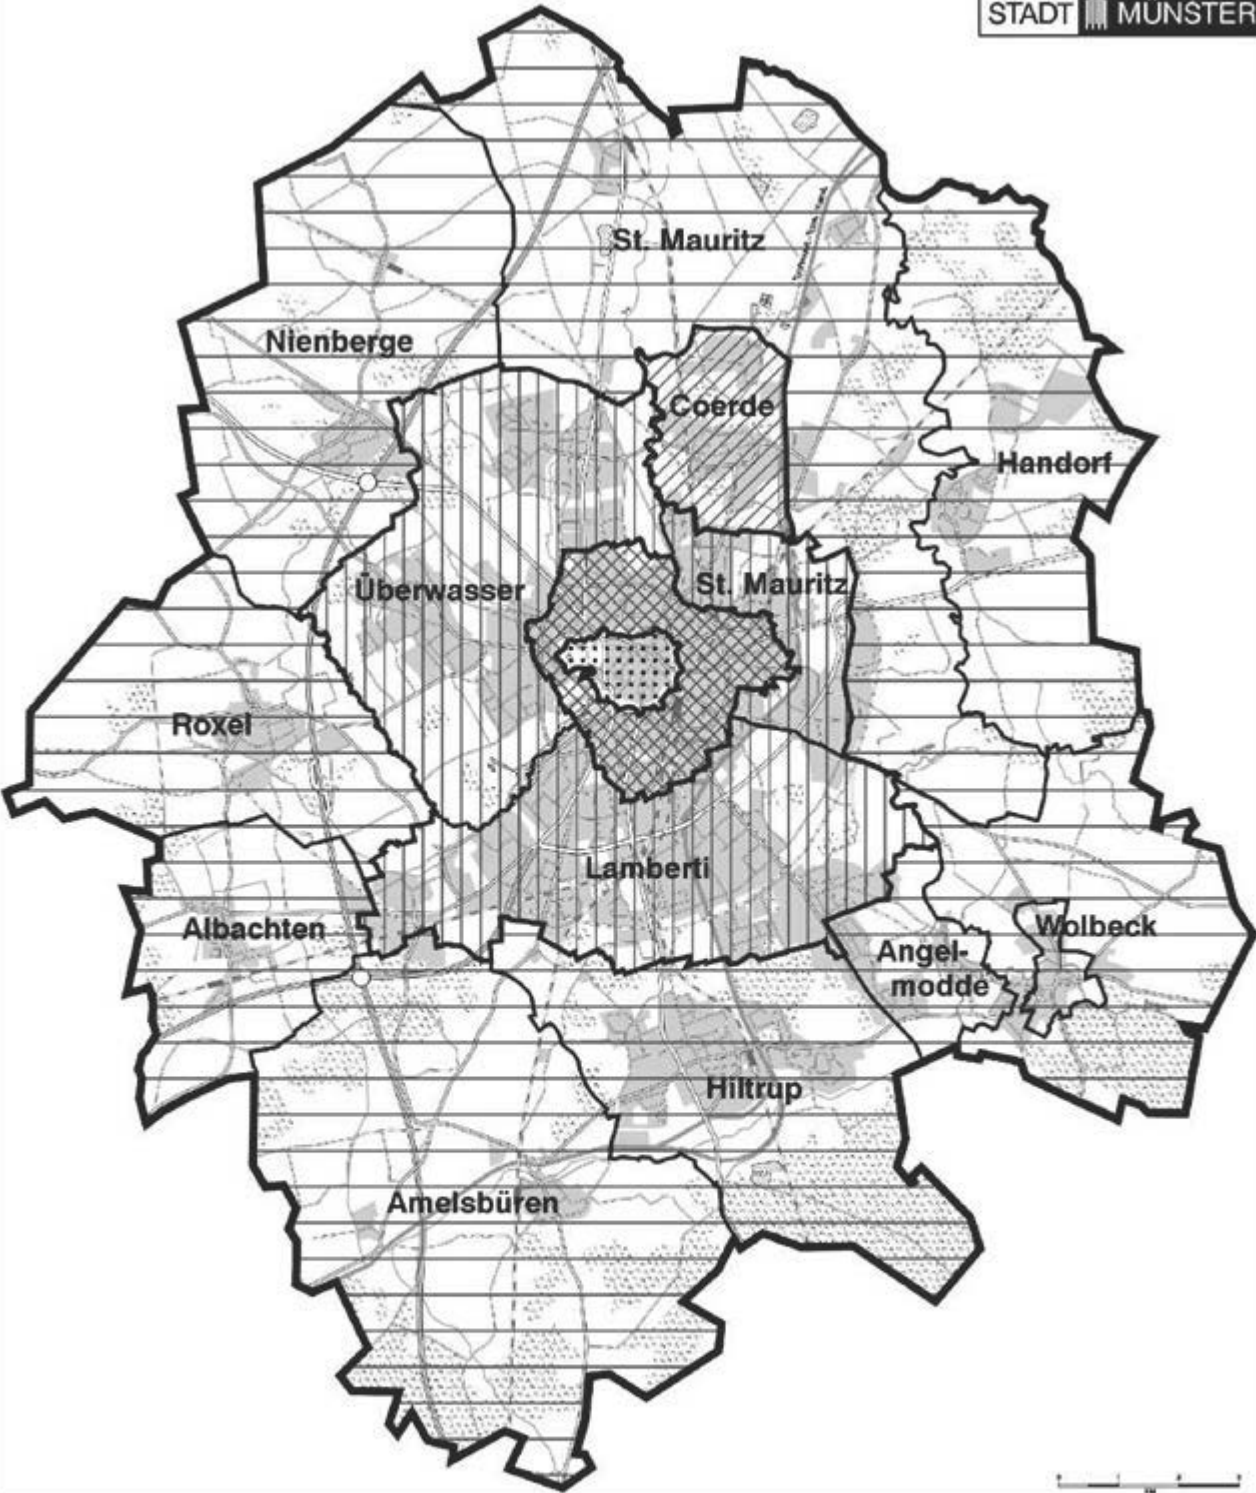 STADT MÜNSTER
St. Mauritz
Nienberge
Coerde
Handorf
Überwasser
St. Mauritz
Roxel
Lamberti
Albachten
Wolbeck
Angel-
modde
Hiltrup
Amelsbüren